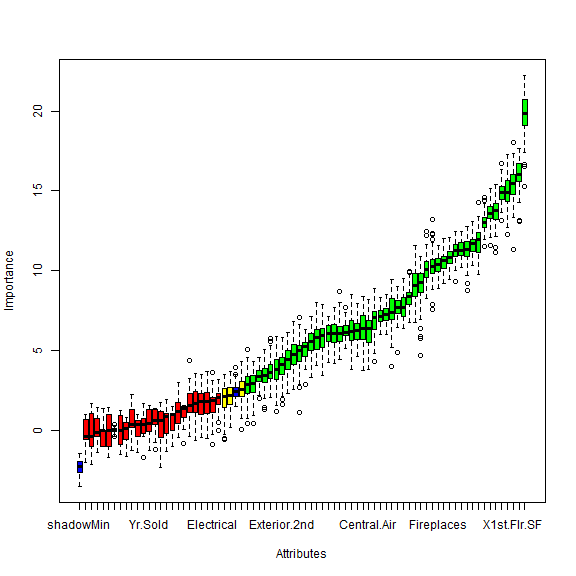 20
15
10
5
0
Importance
shadowMin Yr.Sold Electrical Exterior.2nd Central.Air Fireplaces X1st.Flr.SF
Attributes